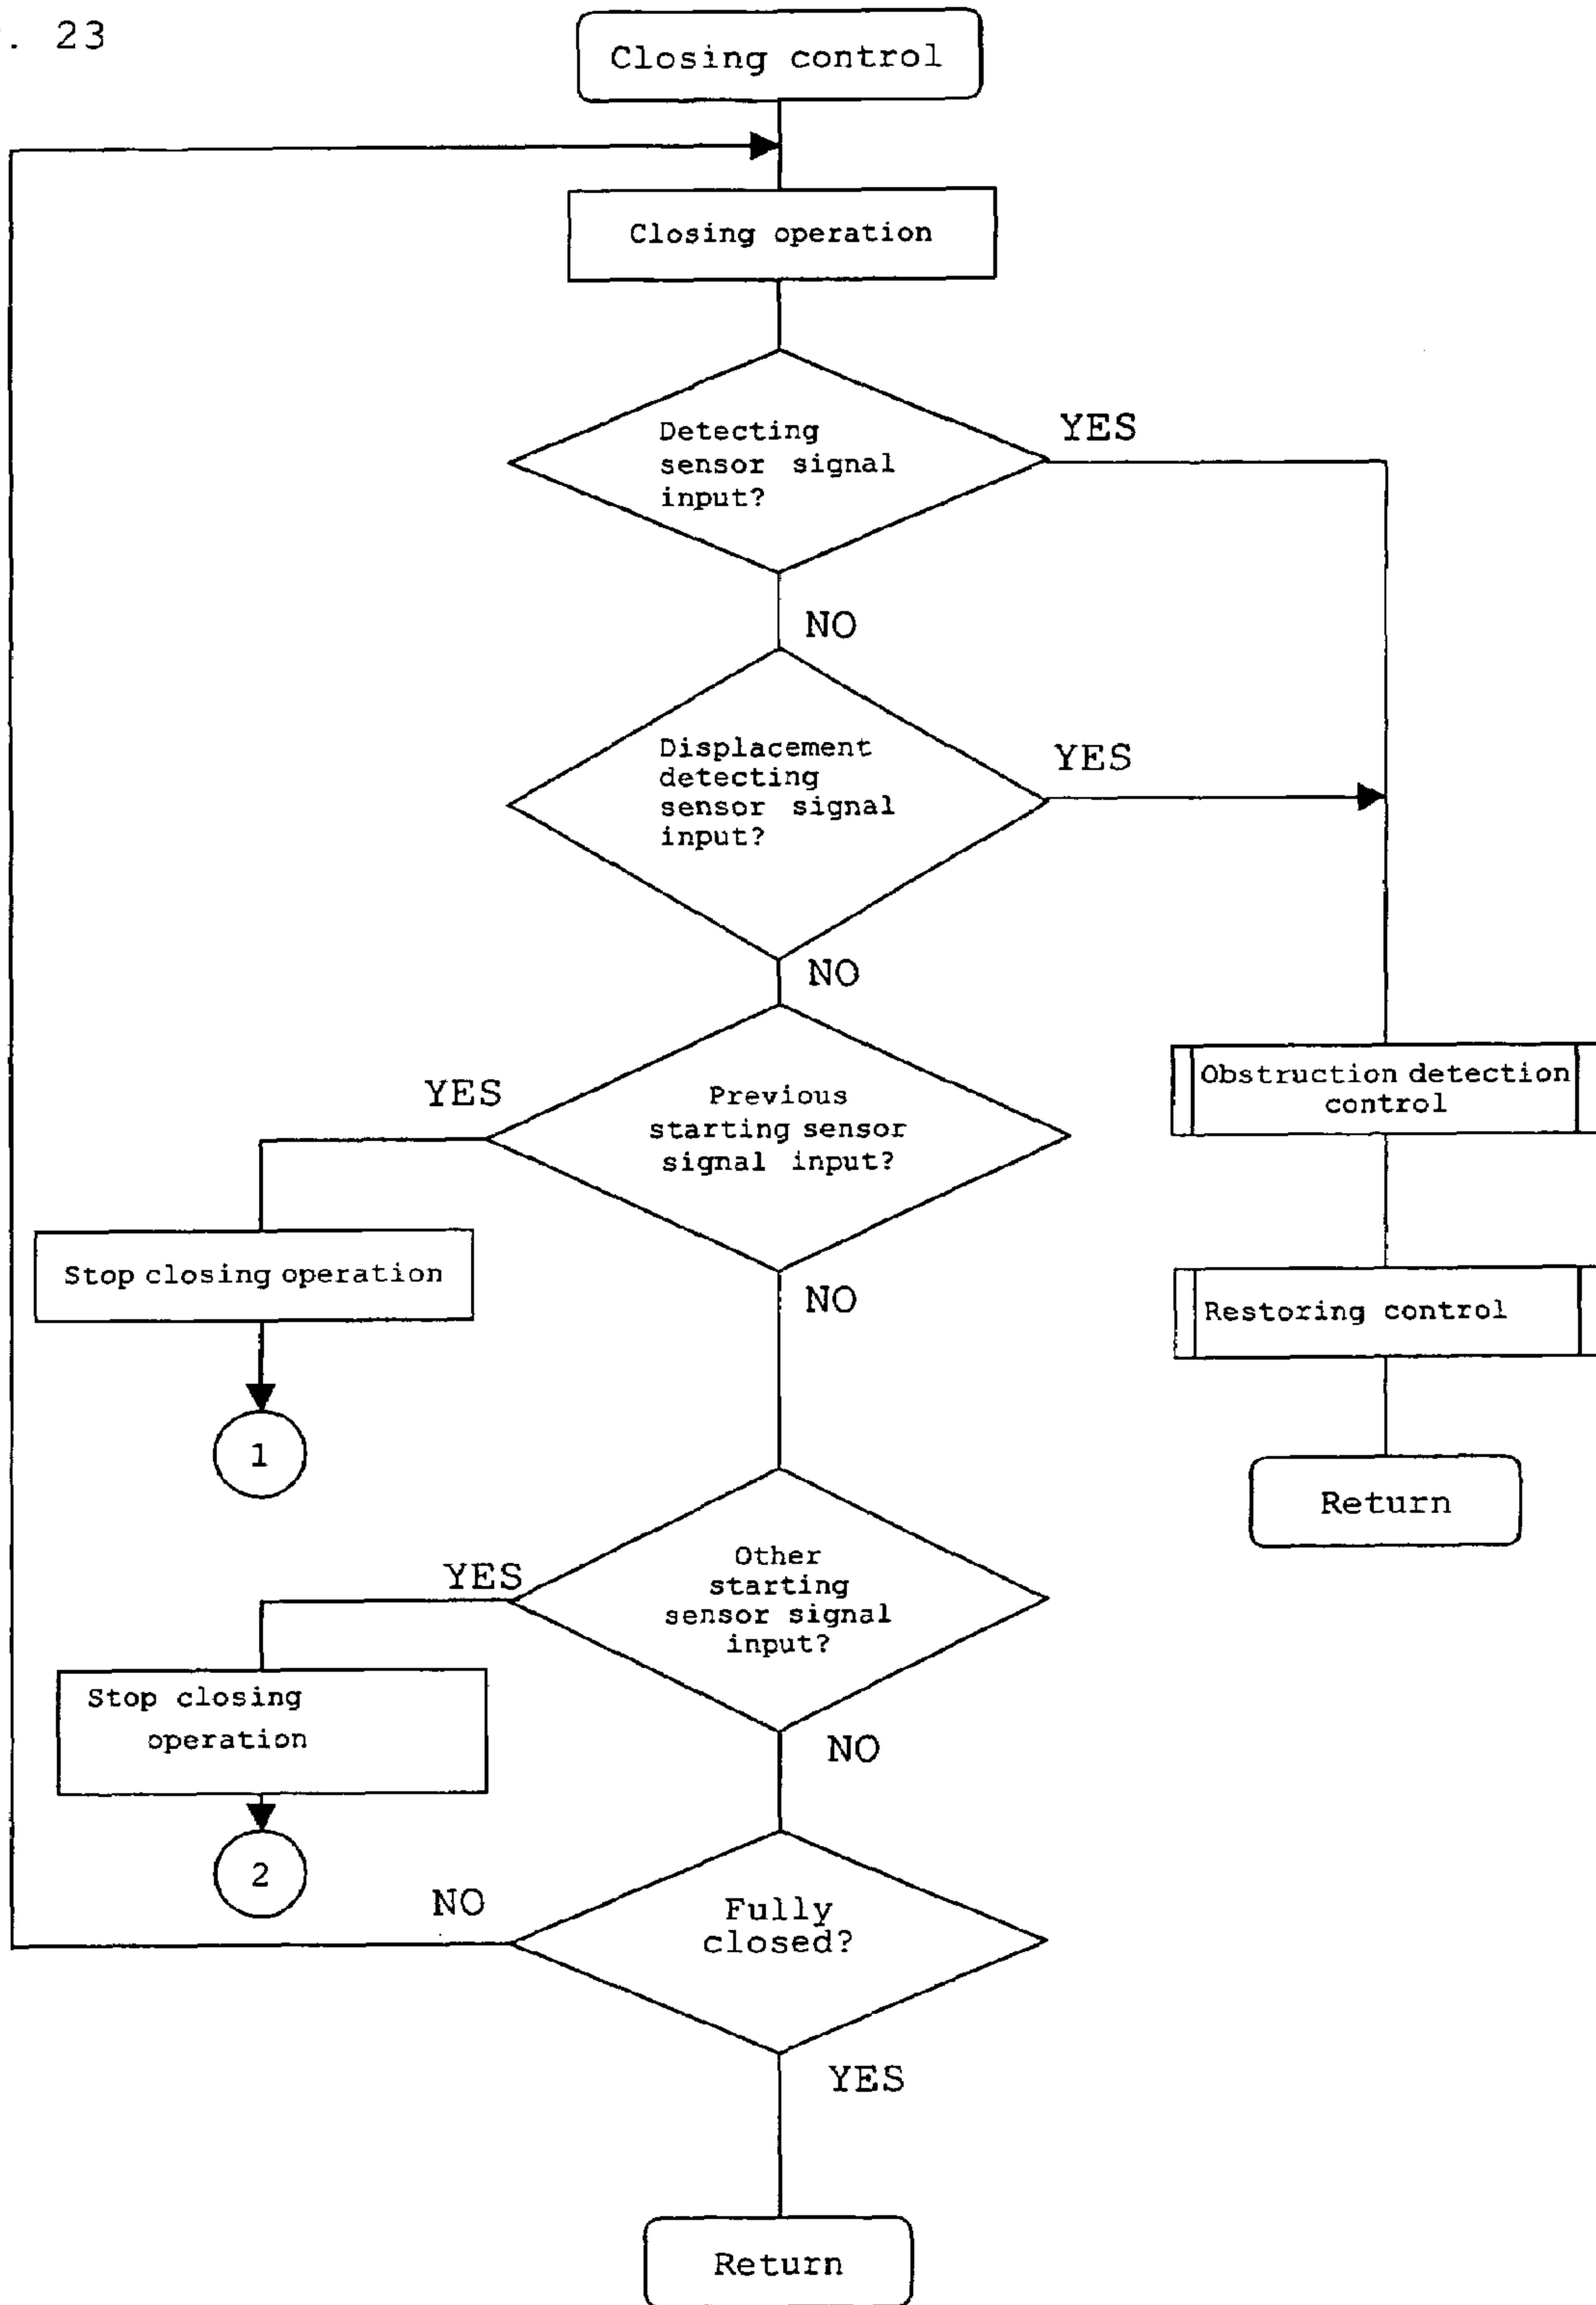 . 23
Closing control
Closing operation
Detecting
sensor signal
input?
YES
NO
Displacement
detecting
sensor signal
input?
YES
NO
Previous
starting sensor
signal input?
YES
NO
Obstruction detection
control
Stop closing operation
Restoring control
1
Return
Other
starting
sensor signal
input?
YES
NO
Stop closing
operation
2
Fully
closed?
NO
YES
Return